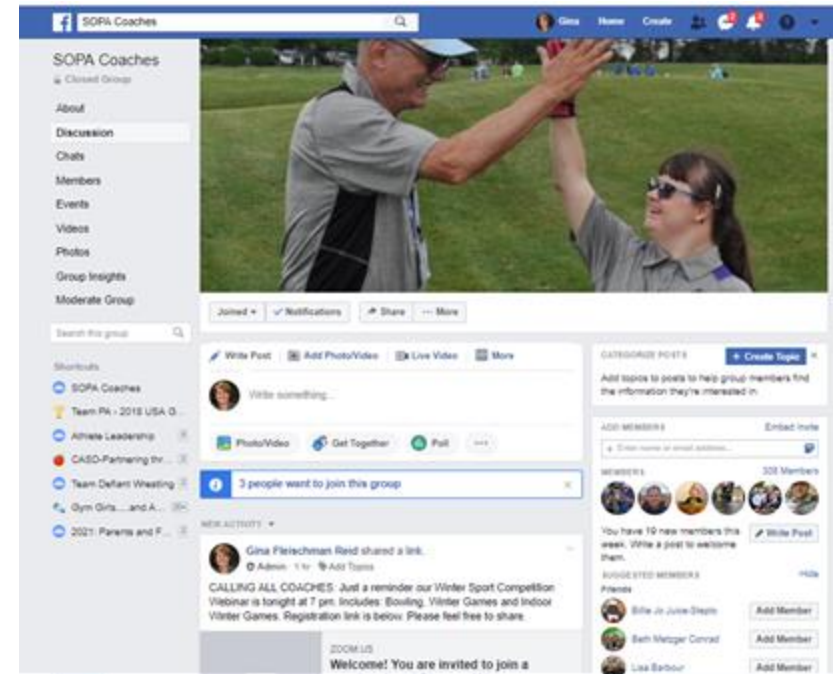 SOPA Coaches
Gina Home Create
SOPA Coaches
Closed Group
About
Discussion
Chats
Members
Events
Videos
Photos
Group Insights
Moderate Group
Search this group
Shortcuts
SOPA Coaches
Team PA - 2018 USA G...
Athlete Leadership
CASD-Partnering thr...
Team Defiant Wrestling
Gym Girls....and A...
2021: Parents and F...
Joined Notifications Share More
Write Post Add Photo/Video Live Video More
Write something...
Photo/Video Get Together Poll
3 people want to join this group
NEW ACTIVITY
Gina Fleischman Reid shared a link.
Admin · 1 hr · Add Topics
CALLING ALL COACHES: Just a reminder our Winter Sport Competition
Webinar is tonight at 7 pm. Includes: Bowling, Winter Games and Indoor
Winter Games. Registration link is below. Please feel free to share.
ZOOM.US
Welcome! You are invited to join a
CATEGORIZE POSTS + Create Topic
Add topics to posts to help group members find
the information they're interested in.
ADD MEMBERS Embed Invite
+ Enter name or email address...
MEMBERS 308 Members
You have 19 new members this
week. Write a post to welcome
them.
Write Post
SUGGESTED MEMBERS Hide
Friends
Billie Jo Add Member
Beth Metzger Conrad Add Member
Lisa Barbour Add Member